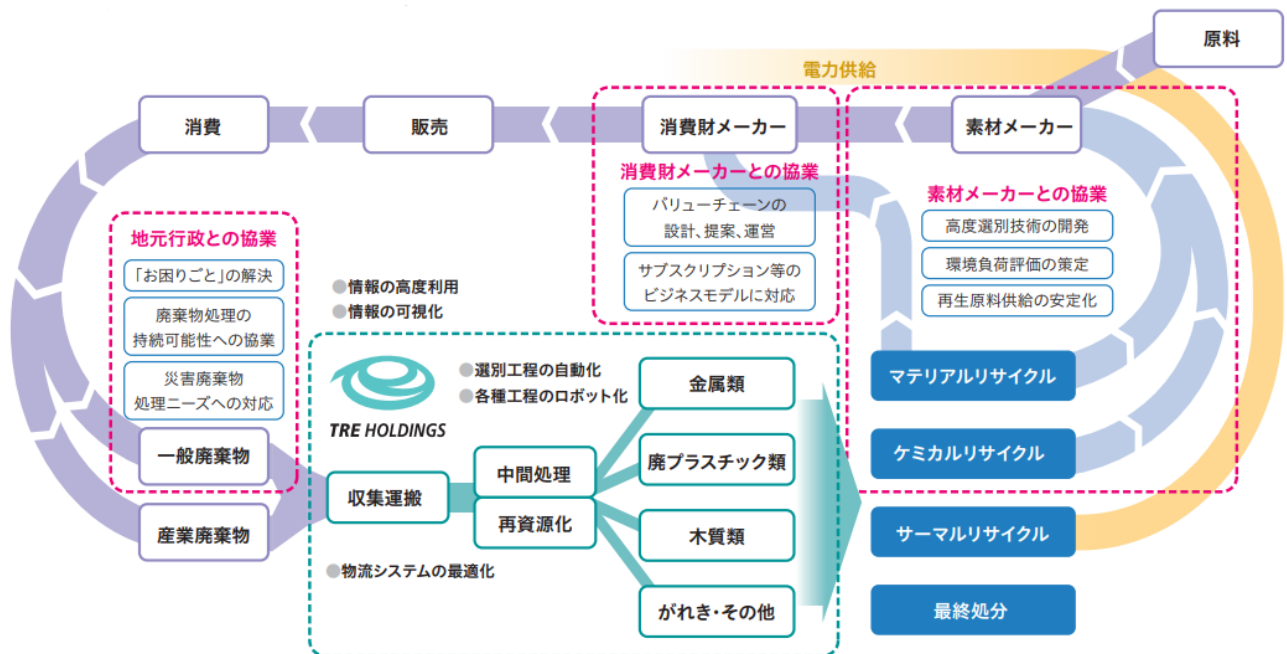 原料
電力供給
消費
販売
消費財メーカー
素材メーカー
消費財メーカーとの協業
バリューチェーンの
設計、提案、運営
サブスクリプション等の
ビジネスモデルに対応
素材メーカーとの協業
高度選別技術の開発
環境負荷評価の策定
再生原料供給の安定化
地元行政との協業
「お困りごと」の解決
廃棄物処理の
持続可能性への協業
災害廃棄物
処理ニーズへの対応
一般廃棄物
産業廃棄物
●情報の高度利用
●情報の可視化
TRE HOLDINGS
●選別工程の自動化
●各種工程のロボット化
収集運搬
中間処理
再資源化
●物流システムの最適化
金属類
廃プラスチック類
木質類
がれき・その他
マテリアルリサイクル
ケミカルリサイクル
サーマルリサイクル
最終処分